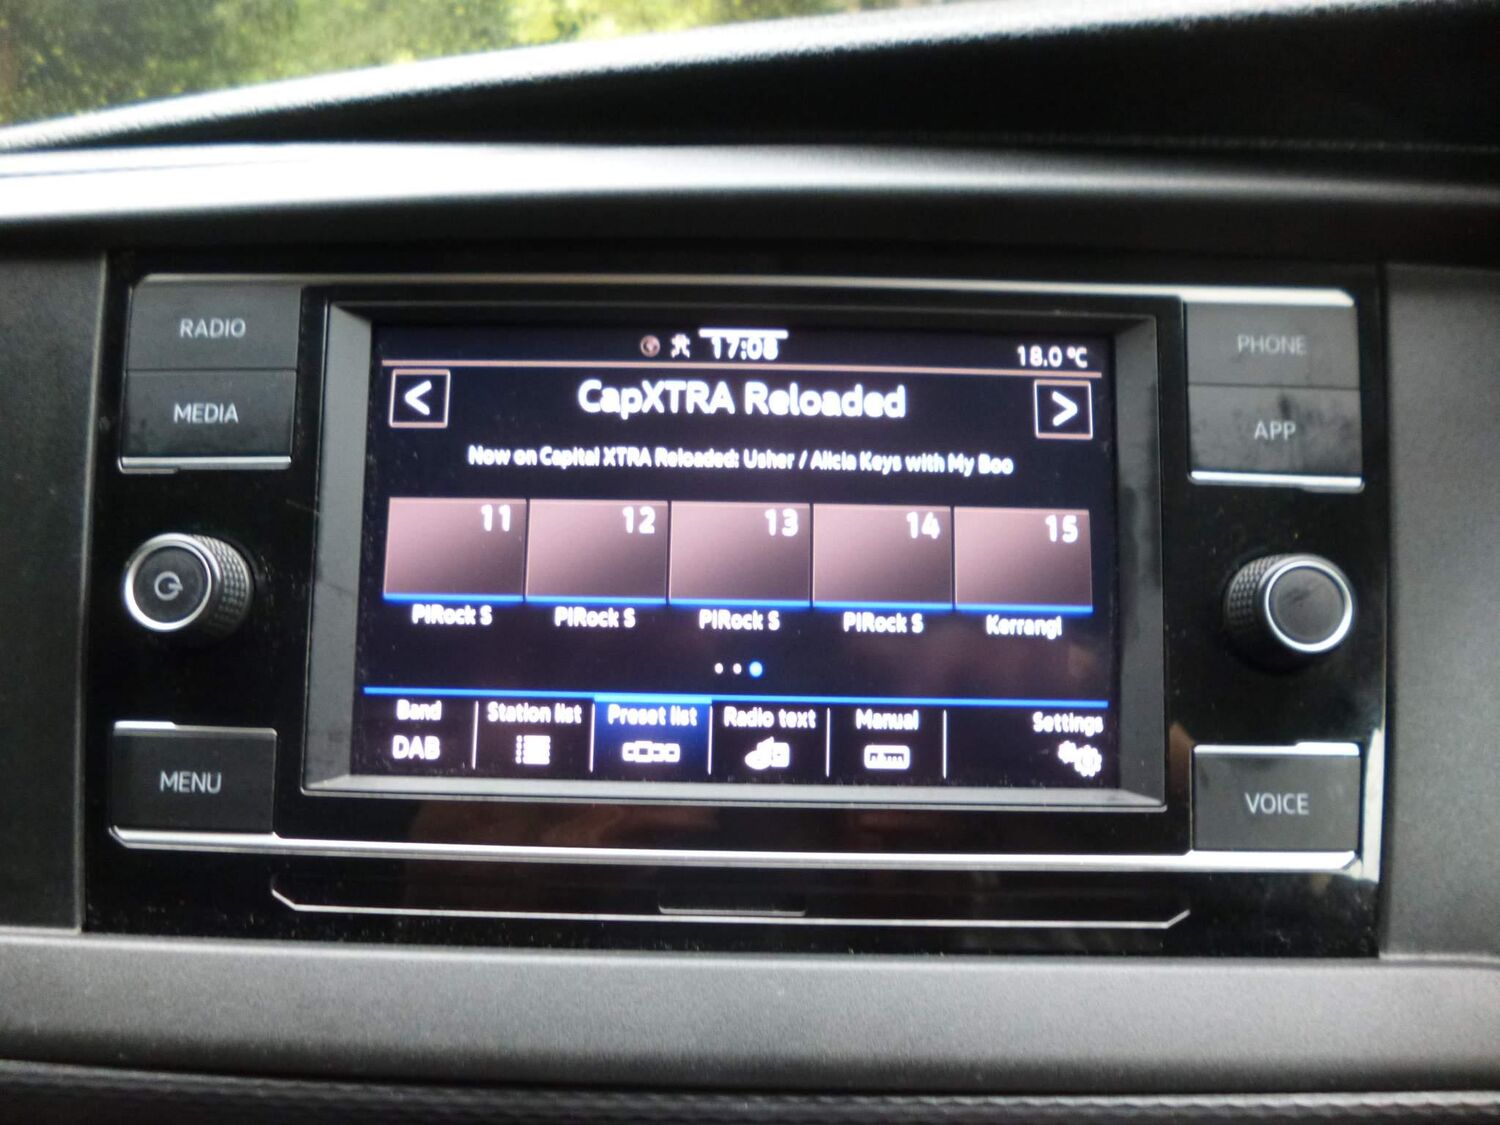 RADIO
MEDIA
MENU
PHONE
APP
VOICE
17:08
18.0 °C
<
CapXTRA Reloaded
>
Now on Capital XTRA Reloaded: Usher / Alicia Keys with My Boo
11
12
13
14
15
PlRock S
PlRock S
PlRock S
PlRock S
Kerrang!
Band
DAB
Station list
Preset list
Radio text
Manual
Settings